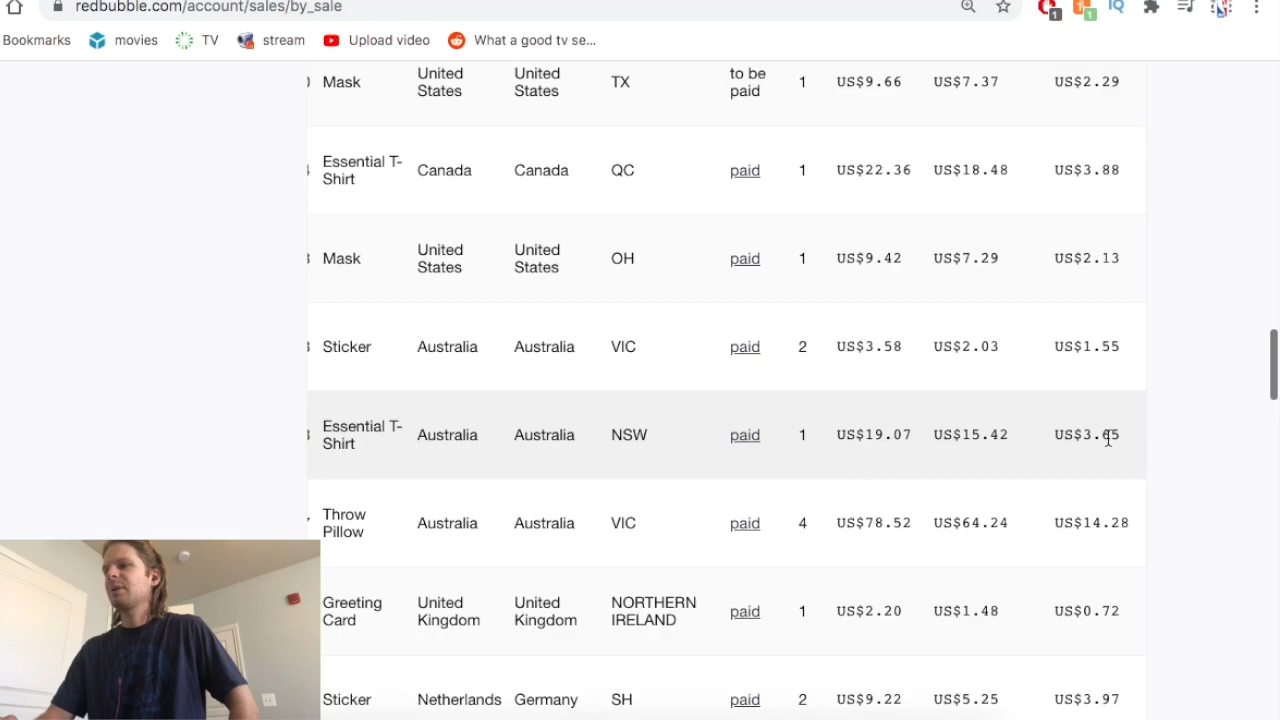 redbubble.com/account/sales/by_sale
1 1 IQ
Bookmarks movies TV stream Upload video What a good tv se...
Mask United States United States TX to be paid 1 US$9.66 US$7.37 US$2.29
Essential T-Shirt Canada Canada QC paid 1 US$22.36 US$18.48 US$3.88
Mask United States United States OH paid 1 US$9.42 US$7.29 US$2.13
Sticker Australia Australia VIC paid 2 US$3.58 US$2.03 US$1.55
Essential T-Shirt Australia Australia NSW paid 1 US$19.07 US$15.42 US$3.65
Throw Pillow Australia Australia VIC paid 4 US$78.52 US$64.24 US$14.28
Greeting Card United Kingdom United Kingdom NORTHERN IRELAND paid 1 US$2.20 US$1.48 US$0.72
Sticker Netherlands Germany SH paid 2 US$9.22 US$5.25 US$3.97